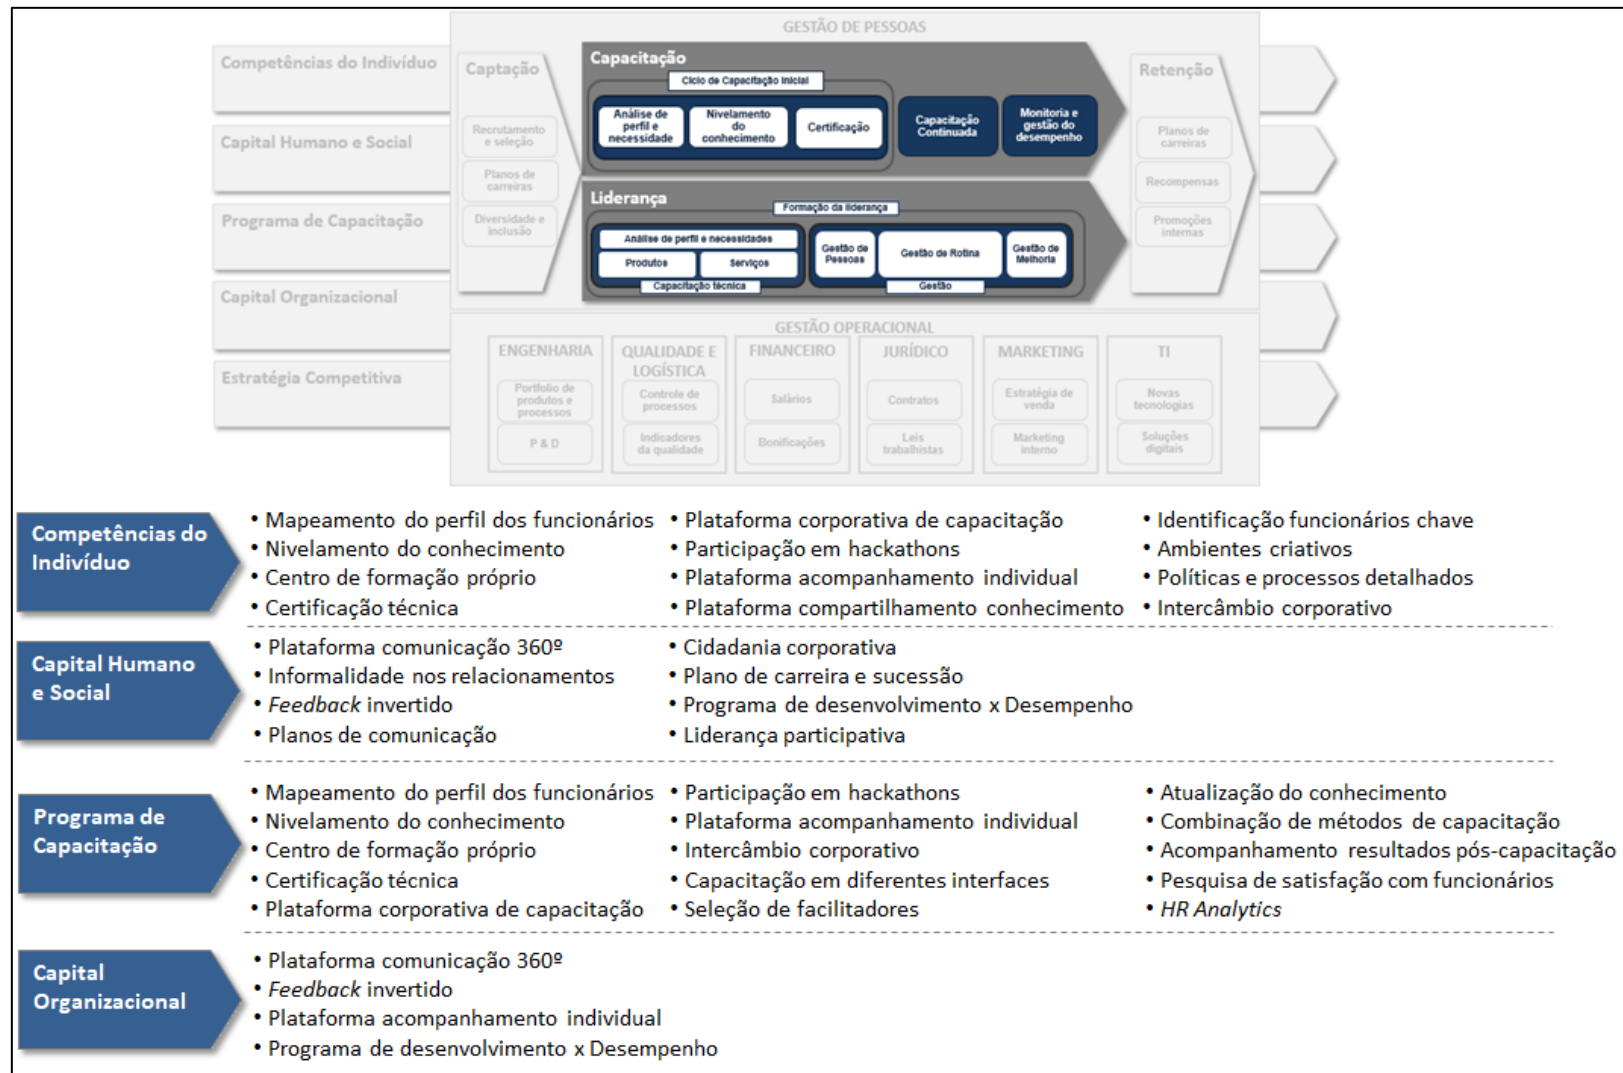 GESTÃO DE PESSOAS
Competências do Indivíduo
Capital Humano e Social
Programa de Capacitação
Capital Organizacional
Estratégia Competitiva
Captação
Recrutamento
e seleção
Planos de
carreiras
Diversidade e
inclusão
Capacitação
Ciclo de Capacitação Inicial
Análise de
perfil e
necessidade
Nivelamento
do
conhecimento
Certificação
Capacitação
Continuada
Monitoria e
gestão do
desempenho
Liderança
Formação da liderança
Análise de perfil e necessidades
Produtos
Serviços
Capacitação técnica
Gestão de
Pessoas
Gestão de Rotina
Gestão de
Melhoria
Gestão
Retenção
Planos de
carreiras
Recompensas
Promoções
internas
GESTÃO OPERACIONAL
ENGENHARIA
Portfolio de
produtos e
processos
P & D
QUALIDADE E
LOGÍSTICA
Controle de
processos
Indicadores
da qualidade
FINANCEIRO
Salários
Bonificações
JURÍDICO
Contratos
Leis
trabalhistas
MARKETING
Estratégia de
venda
Marketing
interno
TI
Novas
tecnologias
Soluções
digitais
Competências do
Indivíduo
• Mapeamento do perfil dos funcionários
• Nivelamento do conhecimento
• Centro de formação próprio
• Certificação técnica
• Plataforma corporativa de capacitação
• Participação em hackathons
• Plataforma acompanhamento individual
• Plataforma compartilhamento conhecimento
• Identificação funcionários chave
• Ambientes criativos
• Políticas e processos detalhados
• Intercâmbio corporativo
Capital Humano
e Social
• Plataforma comunicação 360º
• Informalidade nos relacionamentos
• Feedback invertido
• Planos de comunicação
• Cidadania corporativa
• Plano de carreira e sucessão
• Programa de desenvolvimento x Desempenho
• Liderança participativa
Programa de
Capacitação
• Mapeamento do perfil dos funcionários
• Nivelamento do conhecimento
• Centro de formação próprio
• Certificação técnica
• Plataforma corporativa de capacitação
• Participação em hackathons
• Plataforma acompanhamento individual
• Intercâmbio corporativo
• Capacitação em diferentes interfaces
• Seleção de facilitadores
• Atualização do conhecimento
• Combinação de métodos de capacitação
• Acompanhamento resultados pós-capacitação
• Pesquisa de satisfação com funcionários
• HR Analytics
Capital
Organizacional
• Plataforma comunicação 360º
• Feedback invertido
• Plataforma acompanhamento individual
• Programa de desenvolvimento x Desempenho